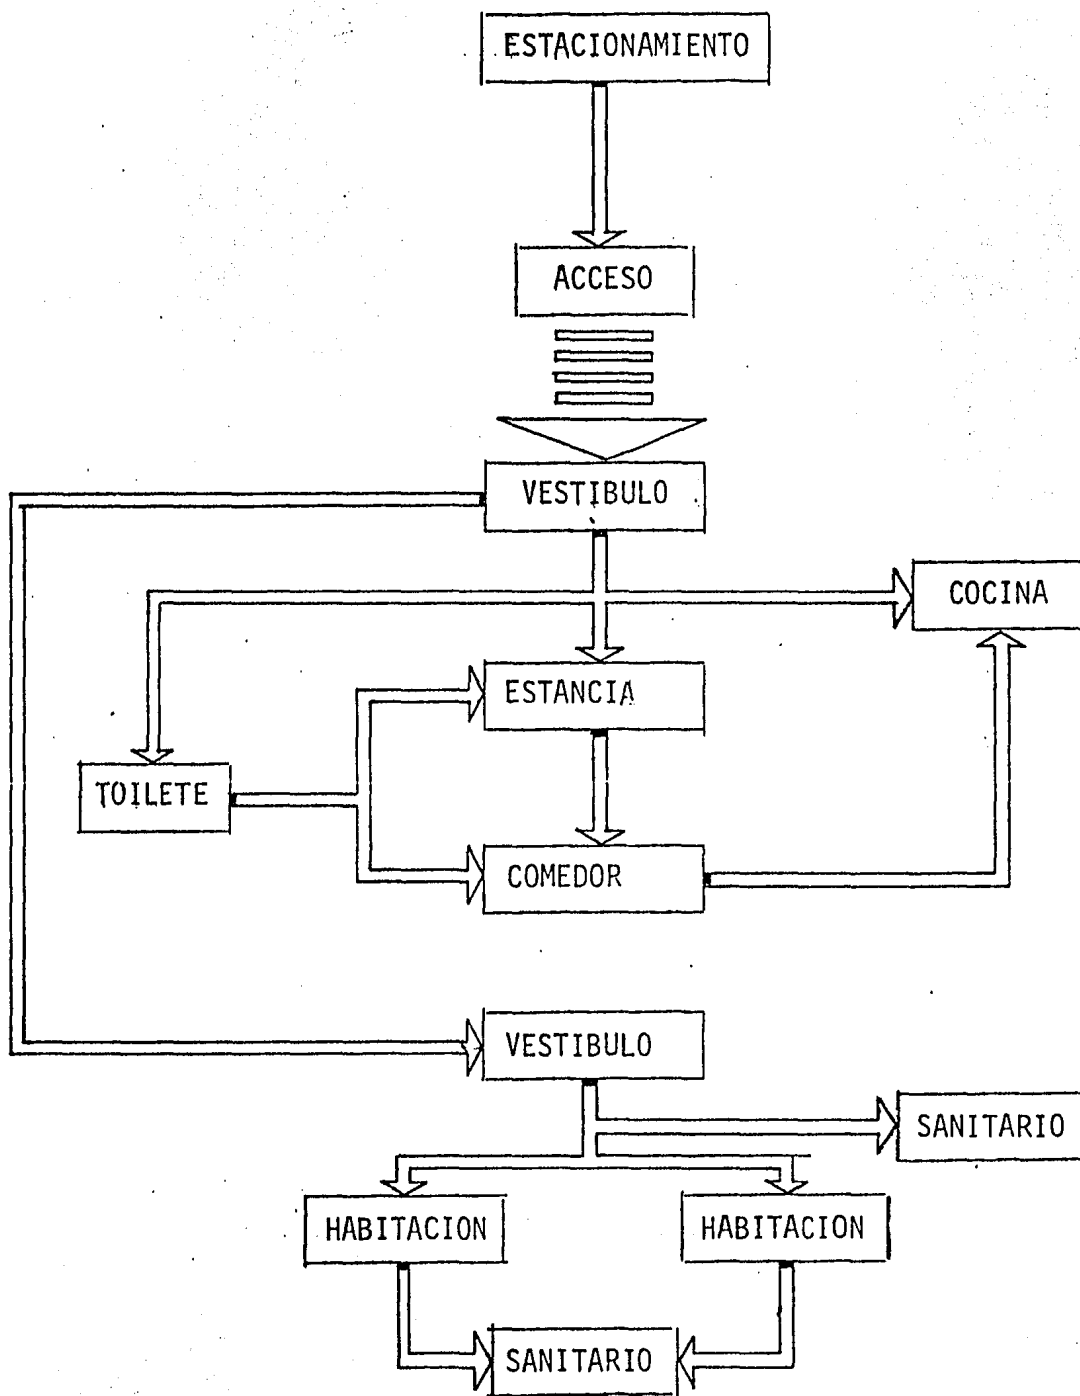 ESTACIONAMIENTO
ACCESO
VESTIBULO
COCINA
ESTANCIA
TOILETE
COMEDOR
VESTIBULO
SANITARIO
HABITACION
HABITACION
SANITARIO